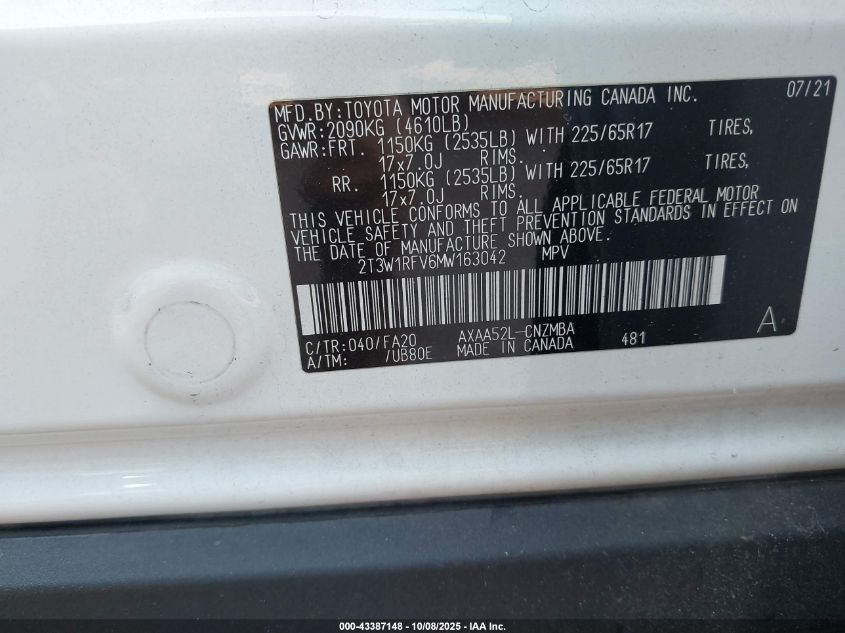 MFD.BY:TOYOTA MOTOR MANUFACTURING CANADA INC. 07/21
GVWR:2090KG (4610LB)
GAWR:FRT. 1150KG (2535LB) WITH 225/65R17 TIRES,
17x7.0J RIMS.
RR. 1150KG (2535LB) WITH 225/65R17 TIRES,
17x7.0J RIMS.
THIS VEHICLE CONFORMS TO ALL APPLICABLE FEDERAL MOTOR
VEHICLE SAFETY AND THEFT PREVENTION STANDARDS IN EFFECT ON
THE DATE OF MANUFACTURE SHOWN ABOVE.
2T3W1RFV6MW163042 MPV
C/TR:040/FA20 AXAA52L-CNZMBA A
A/TM: /UB80E MADE IN CANADA 481
000-43387148 - 10/08/2025 - IAA Inc.